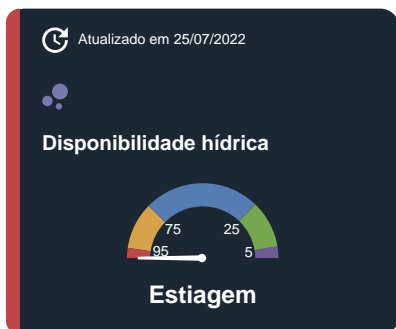 Atualizado em 25/07/2022
Disponibilidade hídrica
75 25
95 5
Estiagem